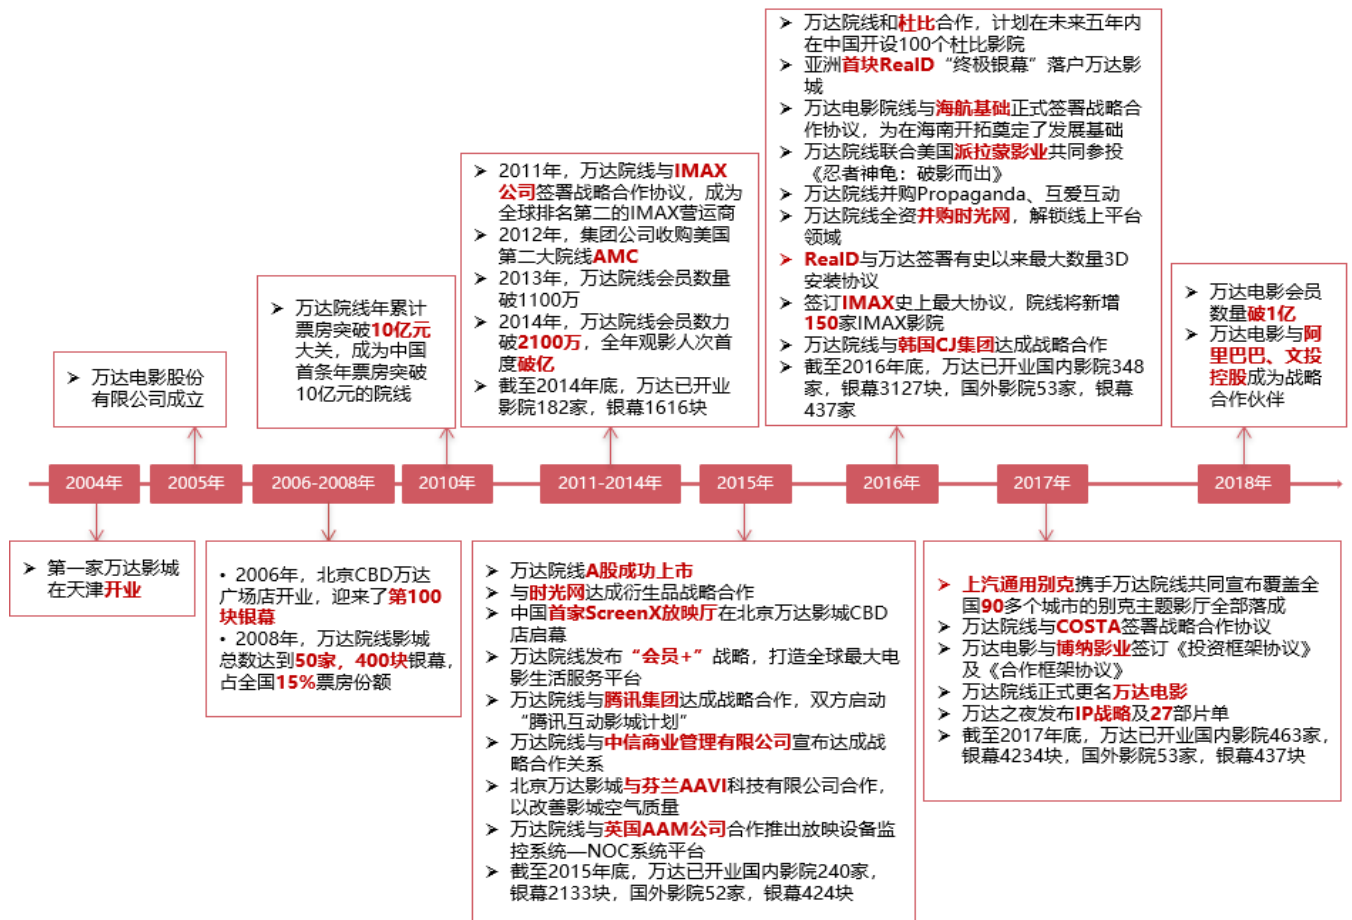 万达院线和杜比合作，计划在未来五年内
在中国开设100个杜比影院
亚洲首块RealD“终极银幕”落户万达影
城
万达电影院线与海航基础正式签署战略合
作协议，为在海南开拓奠定了发展基础
万达院线联合美国派拉蒙影业共同参投
《忍者神龟：破影而出》
万达院线并购Propaganda、互爱互动
万达院线全资并购时光网，解锁线上平台
领域
RealD与万达签署有史以来最大数量3D
安装协议
签订IMAX史上最大协议，院线将新增
150家IMAX影院
万达院线与韩国CJ集团达成战略合作
截至2016年底，万达已开业国内影院348
家，银幕3127块，国外影院53家，银幕
437家
2011年，万达院线与IMAX
公司签署战略合作协议，成为
全球排名第二的IMAX营运商
2012年，集团公司收购美国
第二大院线AMC
2013年，万达院线会员数量
破1100万
2014年，万达院线会员数力
破2100万，全年观影人次首
度破亿
截至2014年底，万达已开业
影院182家，银幕1616块
万达院线年累计
票房突破10亿元
大关，成为中国
首条年票房突破
10亿元的院线
万达电影股份
有限公司成立
万达电影会员
数量破1亿
万达电影与阿
里巴巴、文投
控股成为战略
合作伙伴
2004年
2005年
2006-2008年
2010年
2011-2014年
2015年
2016年
2017年
2018年
第一家万达影城
在天津开业
• 2006年，北京CBD万达
广场店开业，迎来了第100
块银幕
• 2008年，万达院线影城
总数达到50家，400块银幕，
占全国15%票房份额
万达院线A股成功上市
与时光网达成衍生品战略合作
中国首家ScreenX放映厅在北京万达影城CBD
店启幕
万达院线发布“会员+”战略，打造全球最大电
影生活服务平台
万达院线与腾讯集团达成战略合作，双方启动
“腾讯互动影城计划”
万达院线与中信商业管理有限公司宣布达成战
略合作关系
北京万达影城与芬兰AAVI科技有限公司合作，
以改善影城空气质量
万达院线与英国AAM公司合作推出放映设备监
控系统—NOC系统平台
截至2015年底，万达已开业国内影院240家，
银幕2133块，国外影院52家，银幕424块
上汽通用别克携手万达院线共同宣布覆盖全
国90多个城市的别克主题影厅全部落成
万达院线与COSTA签署战略合作协议
万达电影与博纳影业签订《投资框架协议》
及《合作框架协议》
万达院线正式更名万达电影
万达之夜发布IP战略及27部片单
截至2017年底，万达已开业国内影院463家，
银幕4234块，国外影院53家，银幕437块